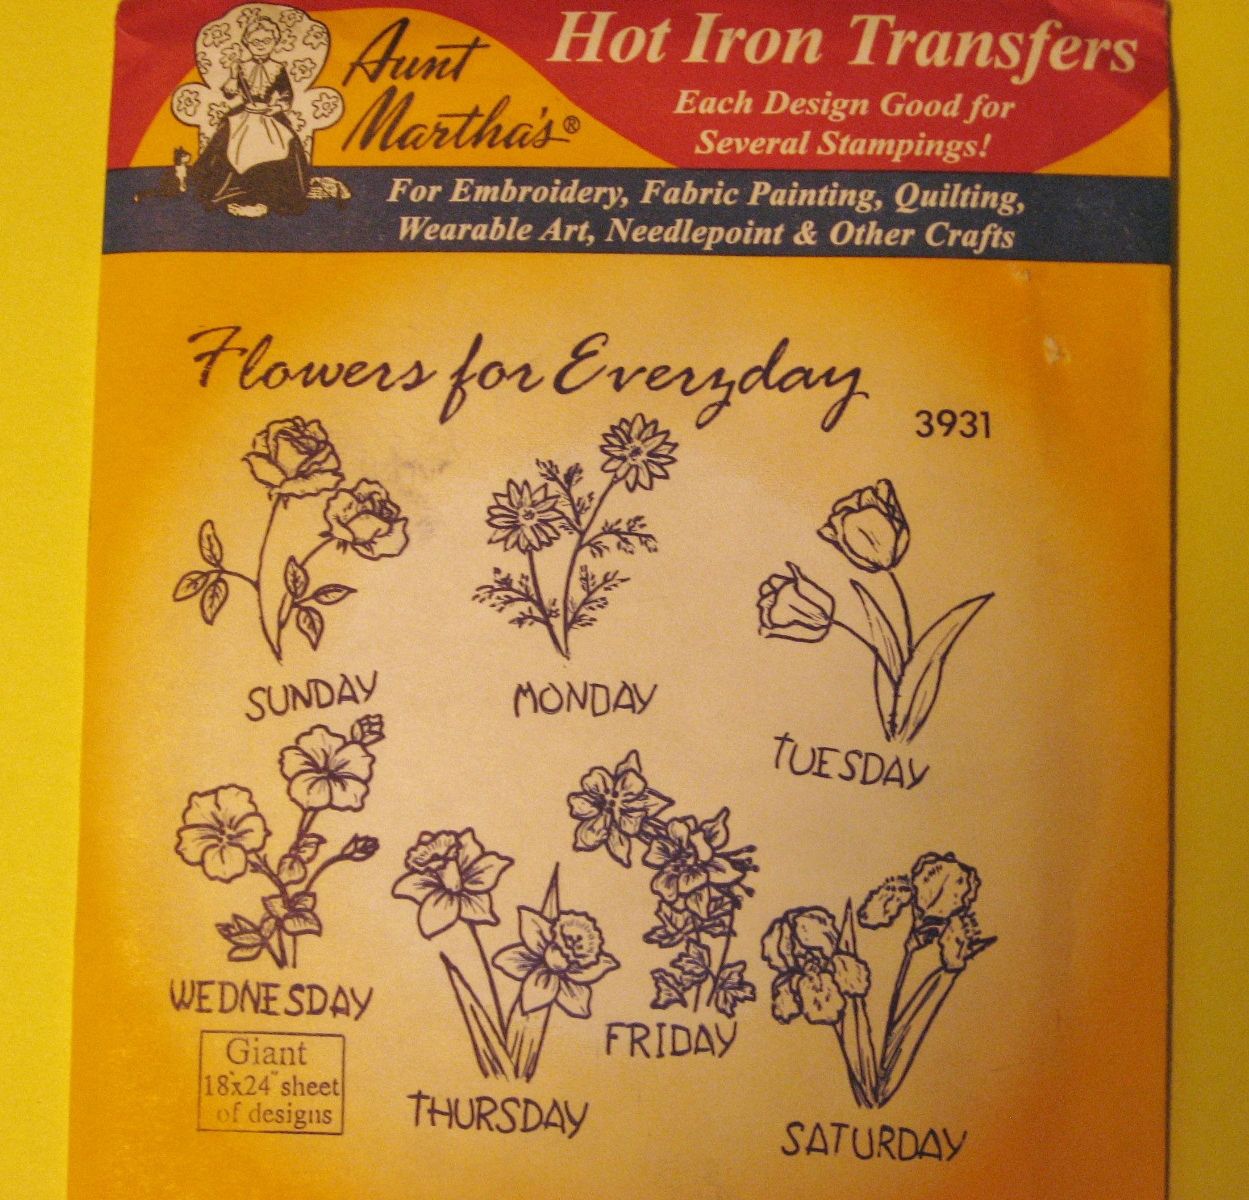 Aunt
Martha's®
Hot Iron Transfers
Each Design Good for
Several Stampings!
For Embroidery, Fabric Painting, Quilting,
Wearable Art, Needlepoint & Other Crafts
Flowers for Everyday
3931
SUNDAY
MONDAY
TUESDAY
WEDNESDAY
THURSDAY
FRIDAY
SATURDAY
Giant
18"x24" sheet
of designs